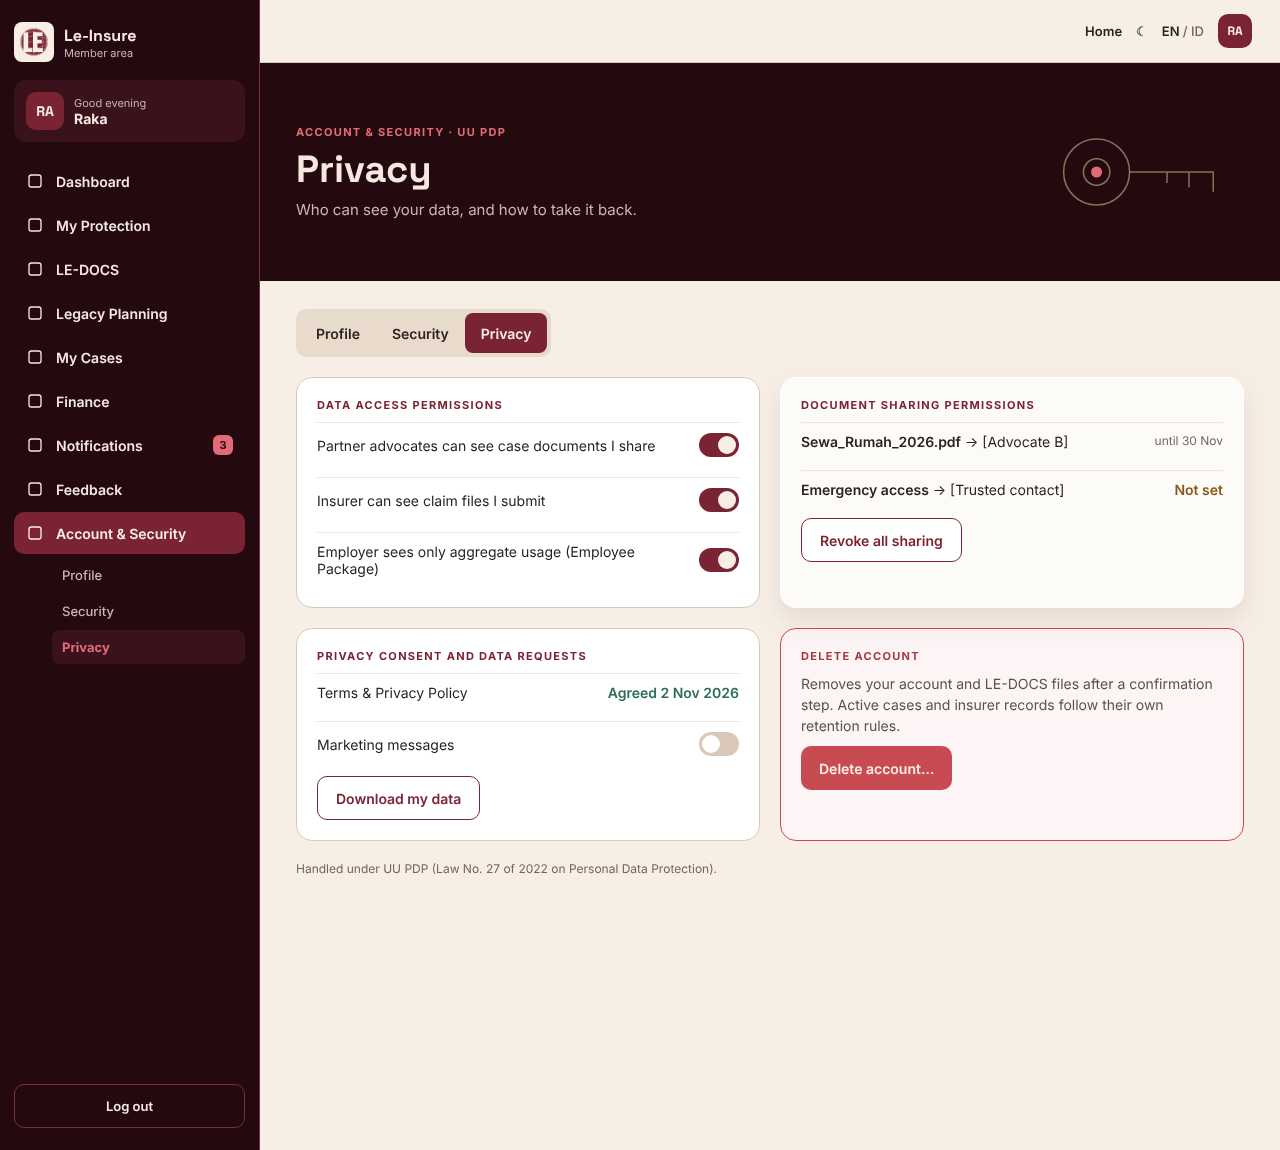 LE
Le-Insure
Member area
RA
Good evening
Raka
Dashboard
My Protection
LE-DOCS
Legacy Planning
My Cases
Finance
Notifications
3
Feedback
Account & Security
Profile
Security
Privacy
Log out
Home
EN / ID
RA
ACCOUNT & SECURITY · UU PDP
Privacy
Who can see your data, and how to take it back.
Profile
Security
Privacy
DATA ACCESS PERMISSIONS
Partner advocates can see case documents I share
Insurer can see claim files I submit
Employer sees only aggregate usage (Employee
Package)
DOCUMENT SHARING PERMISSIONS
Sewa_Rumah_2026.pdf → [Advocate B]
until 30 Nov
Emergency access → [Trusted contact]
Not set
Revoke all sharing
PRIVACY CONSENT AND DATA REQUESTS
Terms & Privacy Policy
Agreed 2 Nov 2026
Marketing messages
Download my data
DELETE ACCOUNT
Removes your account and LE-DOCS files after a confirmation
step. Active cases and insurer records follow their own
retention rules.
Delete account...
Handled under UU PDP (Law No. 27 of 2022 on Personal Data Protection).